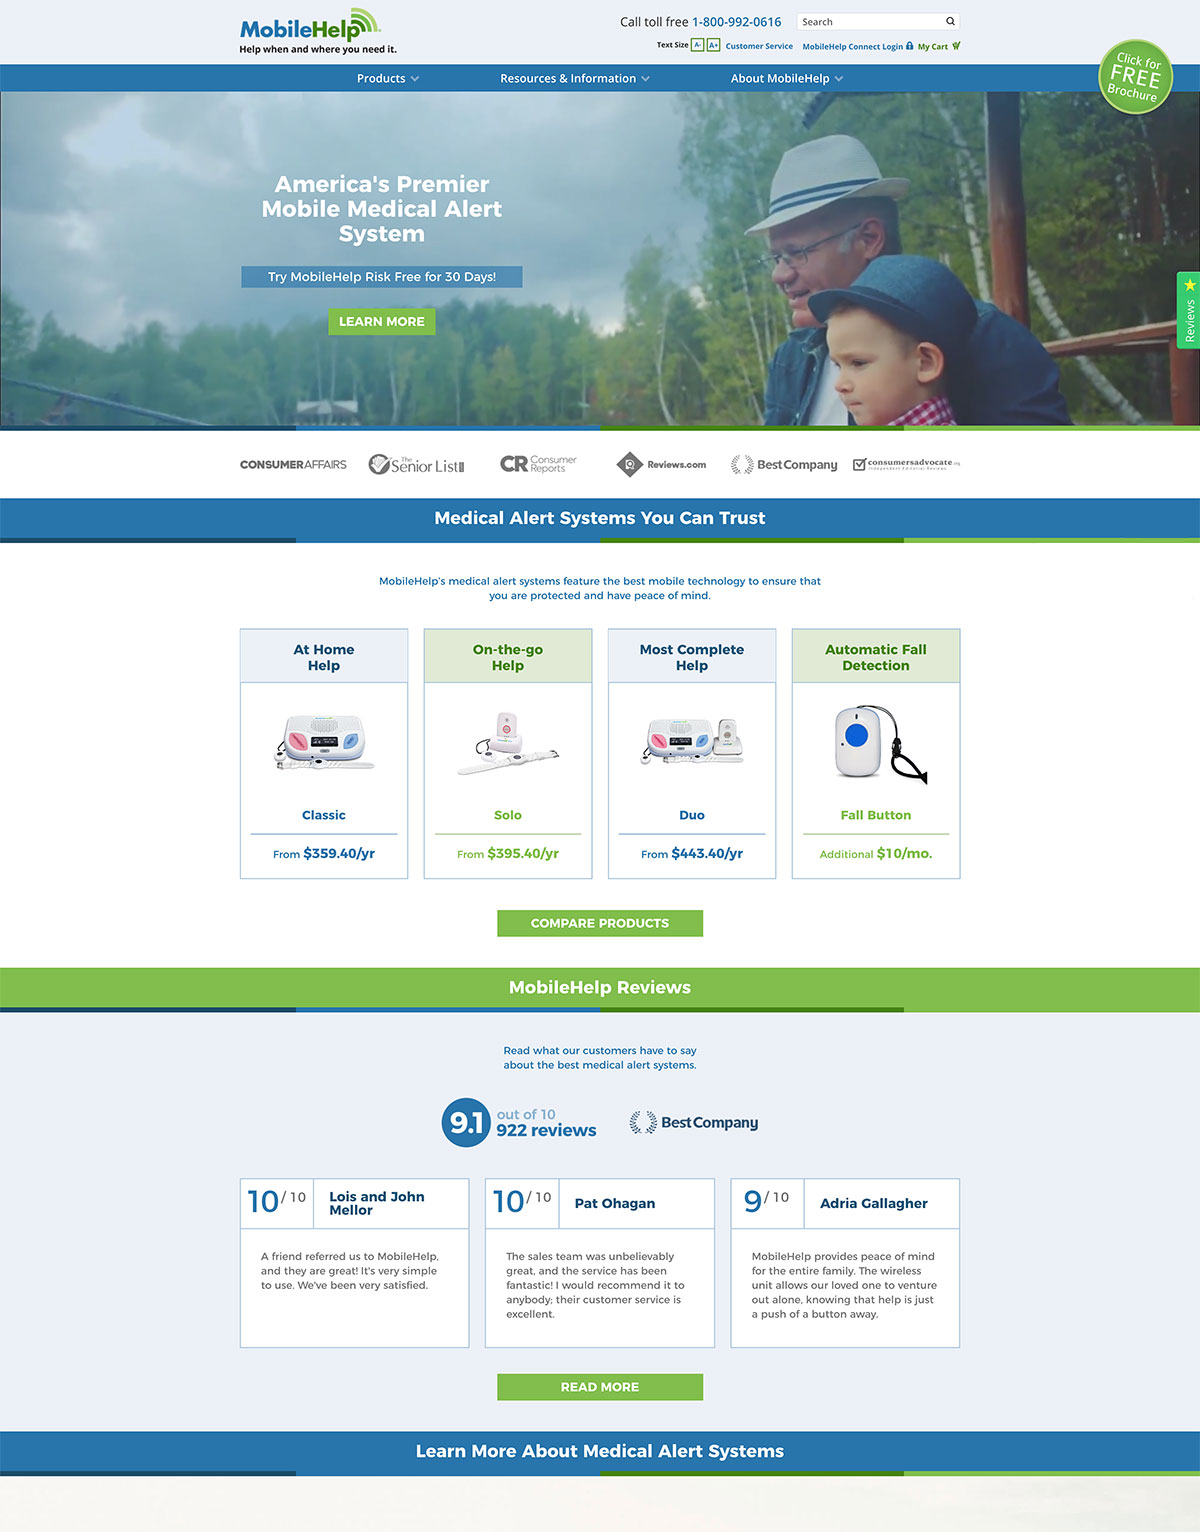 MobileHelp
Help when and where you need it.
Call toll free 1-800-992-0616
Search
Text Size A- A+ Customer Service MobileHelp Connect Login My Cart
Products Resources & Information About MobileHelp
Click for
FREE
Brochure
America's Premier
Mobile Medical Alert
System
Try MobileHelp Risk Free for 30 Days!
LEARN MORE
Reviews
CONSUMERAFFAIRS
The
Senior List
CR Consumer
Reports
Reviews.com
BestCompany
consumersadvocate.org
Independent Editorial Reviews
Medical Alert Systems You Can Trust
MobileHelp's medical alert systems feature the best mobile technology to ensure that
you are protected and have peace of mind.
At Home
Help
Classic
From $359.40/yr
On-the-go
Help
Solo
From $395.40/yr
Most Complete
Help
Duo
From $443.40/yr
Automatic Fall
Detection
Fall Button
Additional $10/mo.
COMPARE PRODUCTS
MobileHelp Reviews
Read what our customers have to say
about the best medical alert systems.
9.1 out of 10
922 reviews
BestCompany
10 / 10 Lois and John
Mellor
A friend referred us to MobileHelp,
and they are great! It's very simple
to use. We've been very satisfied.
10 / 10 Pat Ohagan
The sales team was unbelievably
great, and the service has been
fantastic! I would recommend it to
anybody; their customer service is
excellent.
9 / 10 Adria Gallagher
MobileHelp provides peace of mind
for the entire family. The wireless
unit allows our loved one to venture
out alone, knowing that help is just
a push of a button away.
READ MORE
Learn More About Medical Alert Systems